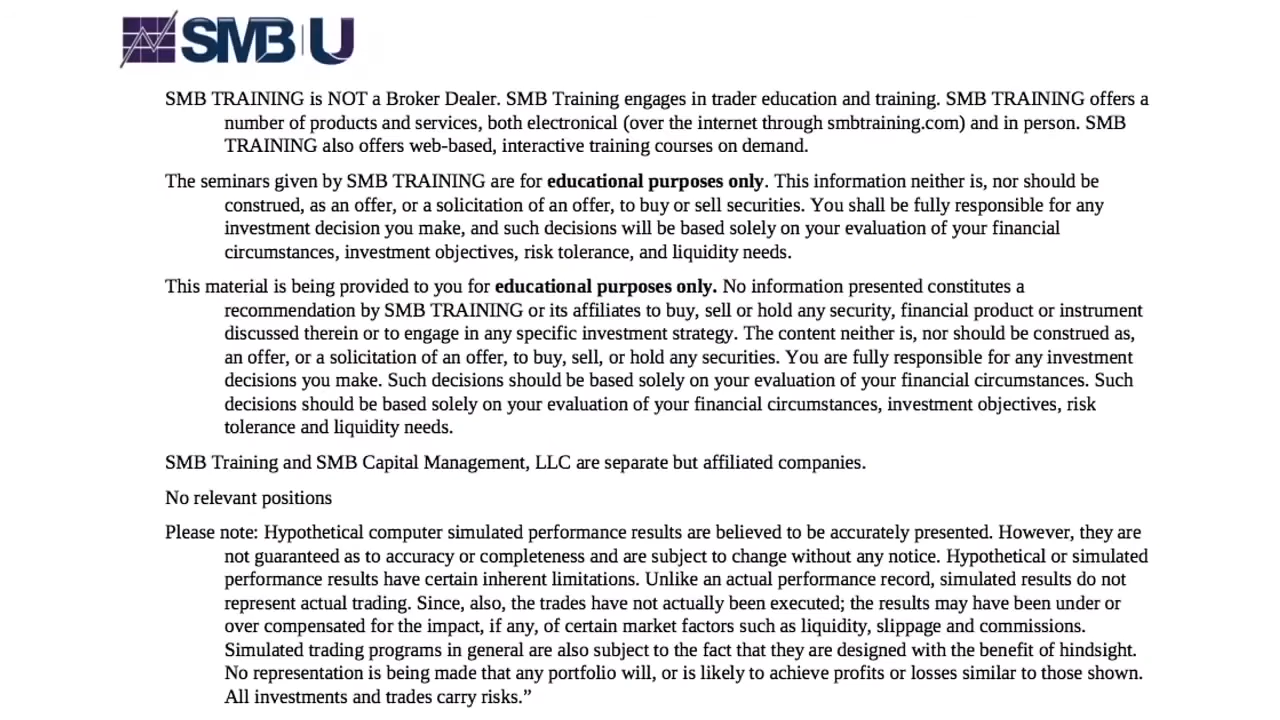 SMB U
SMB TRAINING is NOT a Broker Dealer. SMB Training engages in trader education and training. SMB TRAINING offers a
number of products and services, both electronical (over the internet through smbtraining.com) and in person. SMB
TRAINING also offers web-based, interactive training courses on demand.
The seminars given by SMB TRAINING are for educational purposes only. This information neither is, nor should be
construed, as an offer, or a solicitation of an offer, to buy or sell securities. You shall be fully responsible for any
investment decision you make, and such decisions will be based solely on your evaluation of your financial
circumstances, investment objectives, risk tolerance, and liquidity needs.
This material is being provided to you for educational purposes only. No information presented constitutes a
recommendation by SMB TRAINING or its affiliates to buy, sell or hold any security, financial product or instrument
discussed therein or to engage in any specific investment strategy. The content neither is, nor should be construed as,
an offer, or a solicitation of an offer, to buy, sell, or hold any securities. You are fully responsible for any investment
decisions you make. Such decisions should be based solely on your evaluation of your financial circumstances. Such
decisions should be based solely on your evaluation of your financial circumstances, investment objectives, risk
tolerance and liquidity needs.
SMB Training and SMB Capital Management, LLC are separate but affiliated companies.
No relevant positions
Please note: Hypothetical computer simulated performance results are believed to be accurately presented. However, they are
not guaranteed as to accuracy or completeness and are subject to change without any notice. Hypothetical or simulated
performance results have certain inherent limitations. Unlike an actual performance record, simulated results do not
represent actual trading. Since, also, the trades have not actually been executed; the results may have been under or
over compensated for the impact, if any, of certain market factors such as liquidity, slippage and commissions.
Simulated trading programs in general are also subject to the fact that they are designed with the benefit of hindsight.
No representation is being made that any portfolio will, or is likely to achieve profits or losses similar to those shown.
All investments and trades carry risks.”